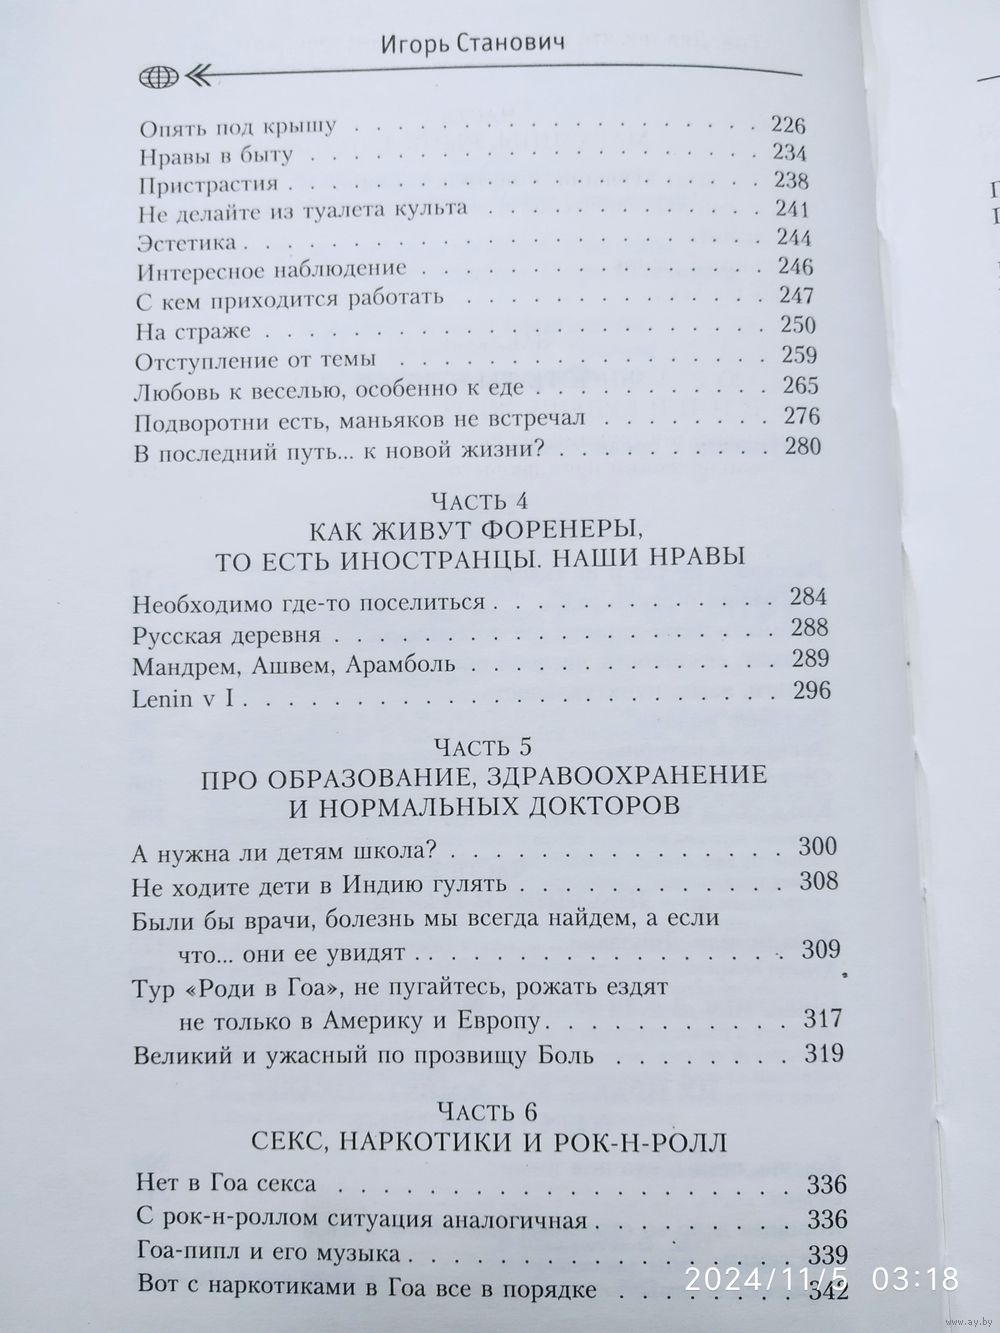 Игорь Станович
Опять под крышу . . . . . . . . . . . . . . . . . . 226
Нравы в быту . . . . . . . . . . . . . . . . . . . . 234
Пристрастия . . . . . . . . . . . . . . . . . . . . . 238
Не делайте из туалета культа . . . . . . . . . . . . 241
Эстетика . . . . . . . . . . . . . . . . . . . . . . . 244
Интересное наблюдение . . . . . . . . . . . . . . . 246
С кем приходится работать . . . . . . . . . . . . . 247
На страже . . . . . . . . . . . . . . . . . . . . . . 250
Отступление от темы . . . . . . . . . . . . . . . . 259
Любовь к веселью, особенно к еде . . . . . . . . . . 265
Подворотни есть, маньяков не встречал . . . . . . . 276
В последний путь... к новой жизни? . . . . . . . . . 280
Часть 4
КАК ЖИВУТ ФОРЕНЕРЫ,
ТО ЕСТЬ ИНОСТРАНЦЫ. НАШИ НРАВЫ
Необходимо где-то поселиться . . . . . . . . . . . . 284
Русская деревня . . . . . . . . . . . . . . . . . . . 288
Мандрем, Ашвем, Арамболь . . . . . . . . . . . . . 289
Lenin v I . . . . . . . . . . . . . . . . . . . . . . . 296
Часть 5
ПРО ОБРАЗОВАНИЕ, ЗДРАВООХРАНЕНИЕ
И НОРМАЛЬНЫХ ДОКТОРОВ
А нужна ли детям школа? . . . . . . . . . . . . . . 300
Не ходите дети в Индию гулять . . . . . . . . . . . 308
Были бы врачи, болезнь мы всегда найдем, а если
что... они ее увидят . . . . . . . . . . . . . . . . . 309
Тур «Роди в Гоа», не пугайтесь, рожать ездят
не только в Америку и Европу . . . . . . . . . . . 317
Великий и ужасный по прозвищу Боль . . . . . . . . 319
Часть 6
СЕКС, НАРКОТИКИ И РОК-Н-РОЛЛ
Нет в Гоа секса . . . . . . . . . . . . . . . . . . . 336
С рок-н-роллом ситуация аналогичная . . . . . . . . 336
Гоа-пипл и его музыка . . . . . . . . . . . . . . . . 339
Вот с наркотиками в Гоа все в порядке . . . . . . . 342
2024/11/5 03:18
www.ay.by